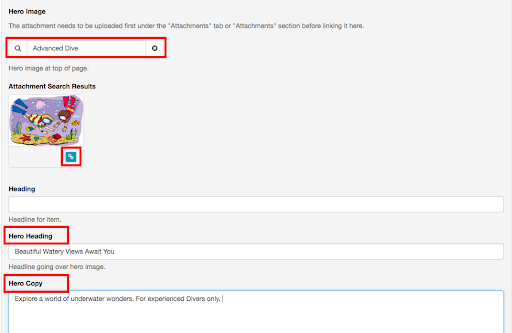 Hero Image
The attachment needs to be uploaded first under the "Attachments" tab or "Attachments" section before linking it here.
Advanced Dive
Hero image at top of page.
Attachment Search Results
Heading
Headline for item.
Hero Heading
Beautiful Watery Views Await You
Headline going over hero image.
Hero Copy
Explore a world of underwater wonders. For experienced Divers only.